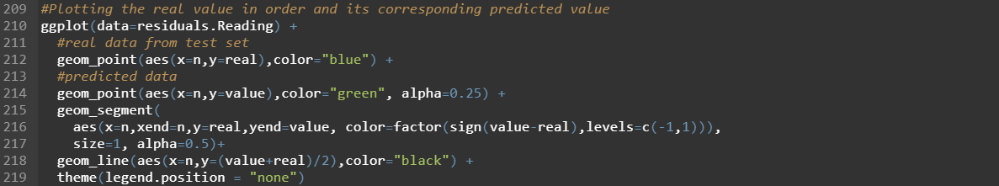 209 #Plotting the real value in order and its corresponding predicted value
210 ggplot(data=residuals.Reading) +
211   #real data from test set
212   geom_point(aes(x=n,y=real),color="blue") +
213   #predicted data
214   geom_point(aes(x=n,y=value),color="green", alpha=0.25) +
215   geom_segment(
216     aes(x=n,xend=n,y=real,yend=value, color=factor(sign(value-real),levels=c(-1,1))),
217     size=1, alpha=0.5)+
218   geom_line(aes(x=n,y=(value+real)/2),color="black") +
219   theme(legend.position = "none")